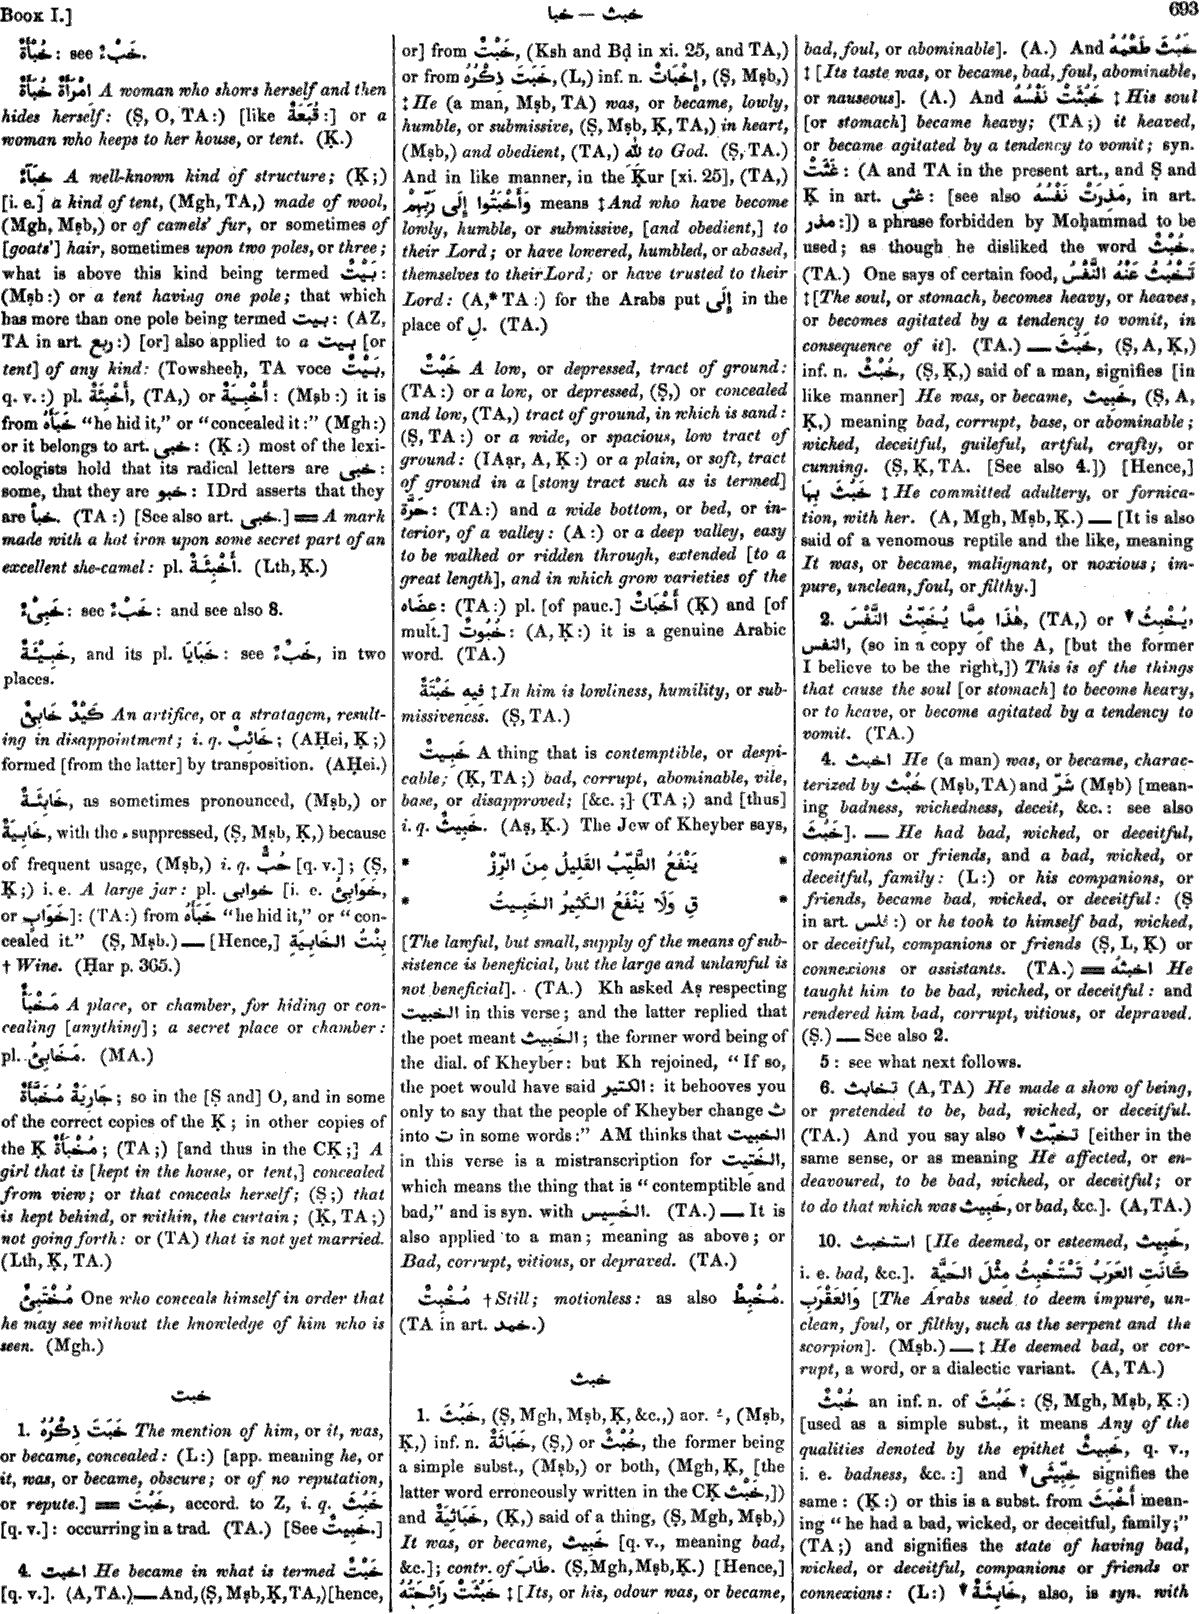 Book I.]
خبث — خبا
693
خُبْأَةٌ: see خَبْءٌ.
اِمْرَأَةٌ خُبَأَةٌ A woman who shows herself and then
hides herself: (Ṣ, O, TA:) [like قُبَعَةٌ:] or a
woman who keeps to her house, or tent. (Ḳ.)
خِبَآءٌ A well-known kind of structure; (Ḳ;)
[i. e.] a kind of tent, (Mgh, TA,) made of wool,
(Mgh, Mṣb,) or of camels' fur, or sometimes of
[goats'] hair, sometimes upon two poles, or three;
what is above this kind being termed بَيْتٌ:
(Mṣb:) or a tent having one pole; that which
has more than one pole being termed بيت: (AZ,
TA in art. ربع:) [or] also applied to a بيت [or
tent] of any kind: (Towsheeḥ, TA voce بَيْتٌ,
q. v.:) pl. أَخْبِئَةٌ, (TA,) or أَخْبِيَةٌ: (Mṣb:) it is
from خَبَأَهُ "he hid it," or "concealed it:" (Mgh:)
or it belongs to art. خبى: (Ḳ:) most of the lexi-
cologists hold that its radical letters are خبى:
some, that they are خبو: IDrd asserts that they
are خبأ. (TA:) [See also art. خبى.] ═ A mark
made with a hot iron upon some secret part of an
excellent she-camel: pl. أَخْبِئَةٌ. (Lth, Ḳ.)
خَبِىْءٌ: see خَبْءٌ: and see also 8.
خَبِيْئَةٌ, and its pl. خَبَايَا: see خَبْءٌ, in two
places.
كَيْدٌ خَابِئٌ An artifice, or a stratagem, result-
ing in disappointment; i. q. خَائِبٌ; (AḤei, Ḳ;)
formed [from the latter] by transposition. (AḤei.)
خَابِئَةٌ, as sometimes pronounced, (Mṣb,) or
خَابِيَةٌ, with the ء suppressed, (Ṣ, Mṣb, Ḳ,) because
of frequent usage, (Mṣb,) i. q. حُبٌّ [q. v.]; (Ṣ,
Ḳ;) i. e. A large jar: pl. خوابى [i. e. خَوَابِئُ,
or خَوَابٍ]: (TA:) from خَبَأَهُ "he hid it," or "con-
cealed it." (Ṣ, Mṣb.) — [Hence,] بِنْتُ الخَابِيَةِ
† Wine. (Ḥar p. 365.)
مَخْبَأٌ A place, or chamber, for hiding or con-
cealing [anything]; a secret place or chamber:
pl. مَخَابِئُ. (MA.)
جَارِيَةٌ مُخَبَّأَةٌ; so in the [Ṣ and] O, and in some
of the correct copies of the Ḳ; in other copies of
the Ḳ مُخْبَأَةٌ; (TA;) [and thus in the CḲ;] A
girl that is [kept in the house, or tent,] concealed
from view; or that conceals herself; (Ṣ;) that
is kept behind, or within, the curtain; (Ḳ, TA;)
not going forth: or (TA) that is not yet married.
(Lth, Ḳ, TA.)
مُخْتَبِئٌ One who conceals himself in order that
he may see without the knowledge of him who is
seen. (Mgh.)
خبت
1. خَبَتَ ذِكْرُهُ The mention of him, or it, was,
or became, concealed: (L:) [app. meaning he, or
it, was, or became, obscure; or of no reputation,
or repute.] ═ خَبُتَ, accord. to Z, i. q. خَبُثَ
[q. v.]: occurring in a trad. (TA.) [See خَبِيتٌ.]
4. اخبت He became in what is termed خَبْتٌ
[q. v.]. (A, TA.) — And, (Ṣ, Mṣb, Ḳ, TA,) [hence,
or] from خَبْتٌ, (Ksh and Bḍ in xi. 25, and TA,)
or from خَبَتَ ذِكْرُهُ, (L,) inf. n. إِخْبَاتٌ, (Ṣ, Mṣb,)
‡ He (a man, Mṣb, TA) was, or became, lowly,
humble, or submissive, (Ṣ, Mṣb, Ḳ, TA,) in heart,
(Mṣb,) and obedient, (TA,) لِلّٰهِ to God. (Ṣ, TA.)
And in like manner, in the Ḳur [xi. 25], (TA,)
وَأَخْبَتُوا إِلَى رَبِّهِمْ means ‡ And who have become
lowly, humble, or submissive, [and obedient,] to
their Lord; or have lowered, humbled, or abased,
themselves to their Lord; or have trusted to their
Lord: (A,* TA:) for the Arabs put إِلَى in the
place of لِ. (TA.)
خَبْتٌ A low, or depressed, tract of ground:
(TA:) or a low, or depressed, (Ṣ,) or concealed
and low, (TA,) tract of ground, in which is sand:
(Ṣ, TA:) or a wide, or spacious, low tract of
ground: (IAạr, A, Ḳ:) or a plain, or soft, tract
of ground in a [stony tract such as is termed]
حَرَّة: (TA:) and a wide bottom, or bed, or in-
terior, of a valley: (A:) or a deep valley, easy
to be walked or ridden through, extended [to a
great length], and in which grow varieties of the
عِضَاه: (TA:) pl. [of pauc.] أَخْبَاتٌ (Ḳ) and [of
mult.] خُبُوتٌ: (A, Ḳ:) it is a genuine Arabic
word. (TA.)
فِيهِ خَبْتَةٌ ‡ In him is lowliness, humility, or sub-
missiveness. (Ṣ, TA.)
خَبِيتٌ A thing that is contemptible, or despi-
cable; (Ḳ, TA;) bad, corrupt, abominable, vile,
base, or disapproved; [&c.;] (TA;) and [thus]
i. q. خَبِيثٌ. (Aṣ, Ḳ.) The Jew of Kheyber says,
* يَنْفَعُ الطَّيِّبُ القَلِيلُ مِنَ الرِّزْ *
* قِ وَلَا يَنْفَعُ الكَثِيرُ الخَبِيتُ *
[The lawful, but small, supply of the means of sub-
sistence is beneficial, but the large and unlawful is
not beneficial]. (TA.) Kh asked Aṣ respecting
الخبيت in this verse; and the latter replied that
the poet meant الخَبِيث; the former word being of
the dial. of Kheyber: but Kh rejoined, "If so,
the poet would have said الكتير: it behooves you
only to say that the people of Kheyber change ث
into ت in some words:" AM thinks that الخبيت
in this verse is a mistranscription for الخَتِيت,
which means the thing that is "contemptible and
bad," and is syn. with الخَسِيس. (TA.) — It is
also applied to a man; meaning as above; or
Bad, corrupt, vitious, or depraved. (TA.)
مُخْبِتٌ † Still; motionless: as also مُخْبِطٌ.
(TA in art. خمد.)
خبث
1. خَبُثَ, (Ṣ, Mgh, Mṣb, Ḳ, &c.,) aor. ـُ, (Mṣb,
Ḳ,) inf. n. خَبَاثَةٌ, (Ṣ,) or خُبْثٌ, the former being
a simple subst., (Mṣb,) or both, (Mgh, Ḳ, [the
latter word erroneously written in the CḲ خَبْث,])
and خَبَاثِيَةٌ, (Ḳ,) said of a thing, (Ṣ, Mgh, Mṣb,)
It was, or became, خَبِيث [q. v., meaning bad,
&c.]; contr. of طَابَ. (Ṣ, Mgh, Mṣb, Ḳ.) [Hence,]
خَبُثَتْ رَائِحَتُهُ ‡ [Its, or his, odour was, or became,
bad, foul, or abominable]. (A.) And خَبُثَ طَعْمُهُ
‡ [Its taste was, or became, bad, foul, abominable,
or nauseous]. (A.) And خَبُثَتْ نَفْسُهُ ‡ His soul
[or stomach] became heavy; (TA;) it heaved,
or became agitated by a tendency to vomit; syn.
غَثَتْ: (A and TA in the present art., and Ṣ and
Ḳ in art. غثى: [see also مَذِرَتْ نَفْسُهُ, in art.
مذر:]) a phrase forbidden by Moḥammad to be
used; as though he disliked the word خُبْثٌ.
(TA.) One says of certain food, تَخْبُثُ عَنْهُ النَّفْسُ
‡ [The soul, or stomach, becomes heavy, or heaves,
or becomes agitated by a tendency to vomit, in
consequence of it]. (TA.) — خَبُثَ, (Ṣ, A, Ḳ,)
inf. n. خُبْثٌ, (Ṣ, Ḳ,) said of a man, signifies [in
like manner] He was, or became, خَبِيث, (Ṣ, A,
Ḳ,) meaning bad, corrupt, base, or abominable;
wicked, deceitful, guileful, artful, crafty, or
cunning. (Ṣ, Ḳ, TA. [See also 4.]) [Hence,]
خَبُثَ بِهَا ‡ He committed adultery, or fornica-
tion, with her. (A, Mgh, Mṣb, Ḳ.) — [It is also
said of a venomous reptile and the like, meaning
It was, or became, malignant, or noxious; im-
pure, unclean, foul, or filthy.]
2. هٰذَا مِمَّا يُخَبِّثُ النَّفْسَ, (TA,) or ▼ يُخْبِثُ
النفس, (so in a copy of the A, [but the former
I believe to be the right,]) This is of the things
that cause the soul [or stomach] to become heavy,
or to heave, or become agitated by a tendency to
vomit. (TA.)
4. اخبث He (a man) was, or became, charac-
terized by خُبْث (Mṣb, TA) and شَرّ (Mṣb) [mean-
ing badness, wickedness, deceit, &c.: see also
خَبُثَ]. — He had bad, wicked, or deceitful,
companions or friends, and a bad, wicked, or
deceitful, family: (L:) or his companions, or
friends, became bad, wicked, or deceitful: (Ṣ
in art. فلس:) or he took to himself bad, wicked,
or deceitful, companions or friends (Ṣ, L, Ḳ) or
connexions or assistants. (TA.) ═ اخبثهُ He
taught him to be bad, wicked, or deceitful: and
rendered him bad, corrupt, vitious, or depraved.
(Ṣ.) — See also 2.
5: see what next follows.
6. تخابث (A, TA) He made a show of being,
or pretended to be, bad, wicked, or deceitful.
(TA.) And you say also ▼ تخبّث [either in the
same sense, or as meaning He affected, or en-
deavoured, to be bad, wicked, or deceitful; or
to do that which was خَبِيث, or bad, &c.]. (A, TA.)
10. استخبث [He deemed, or esteemed, خَبِيث,
i. e. bad, &c.]. كَانَتِ العَرَبُ تَسْتَخْبِثُ مِثْلَ الحَيَّةِ
وَالعَقْرَبِ [The Arabs used to deem impure, un-
clean, foul, or filthy, such as the serpent and the
scorpion]. (Mṣb.) — ‡ He deemed bad, or cor-
rupt, a word, or a dialectic variant. (A, TA.)
خُبْثٌ an inf. n. of خَبُثَ: (Ṣ, Mgh, Mṣb, Ḳ:)
[used as a simple subst., it means Any of the
qualities denoted by the epithet خَبِيثٌ, q. v.,
i. e. badness, &c.:] and ▼ خِبِّيثَى signifies the
same: (Ḳ:) or this is a subst. from أَخْبَثَ mean-
ing "he had a bad, wicked, or deceitful, family;"
(TA;) and signifies the state of having bad,
wicked, or deceitful, companions or friends or
connexions: (L:) ▼ خَابِثَةٌ, also, is syn. with